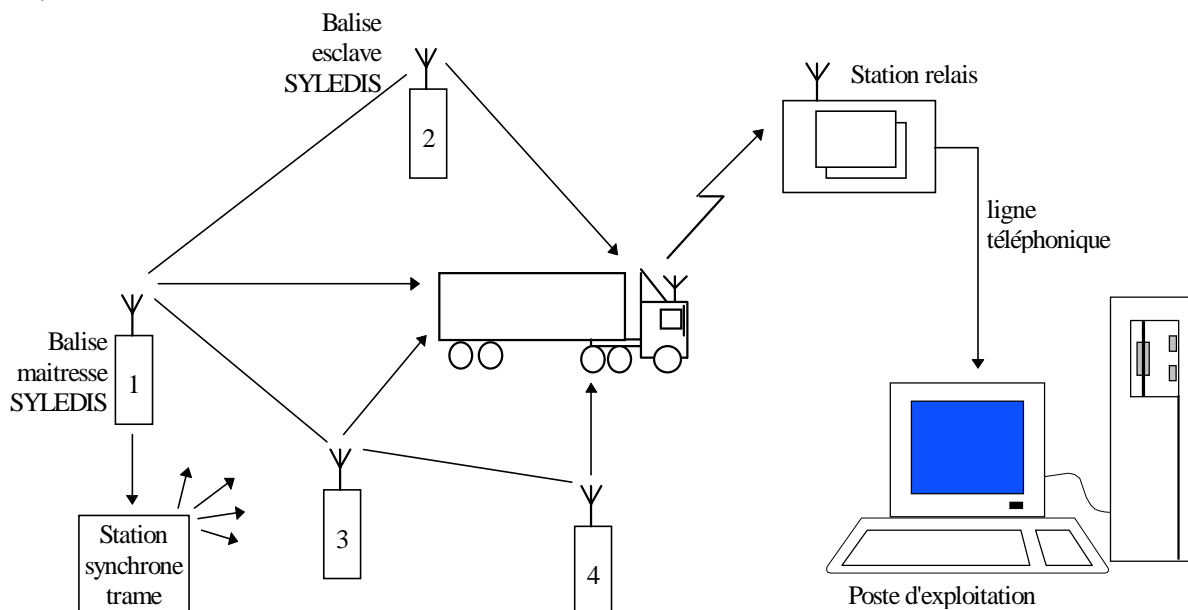 Balise
esclave
SYLEDIS
2
Station relais
ligne
téléphonique
Balise
maitresse
SYLEDIS
1
3
4
Station
synchrone
trame
Poste d'exploitation